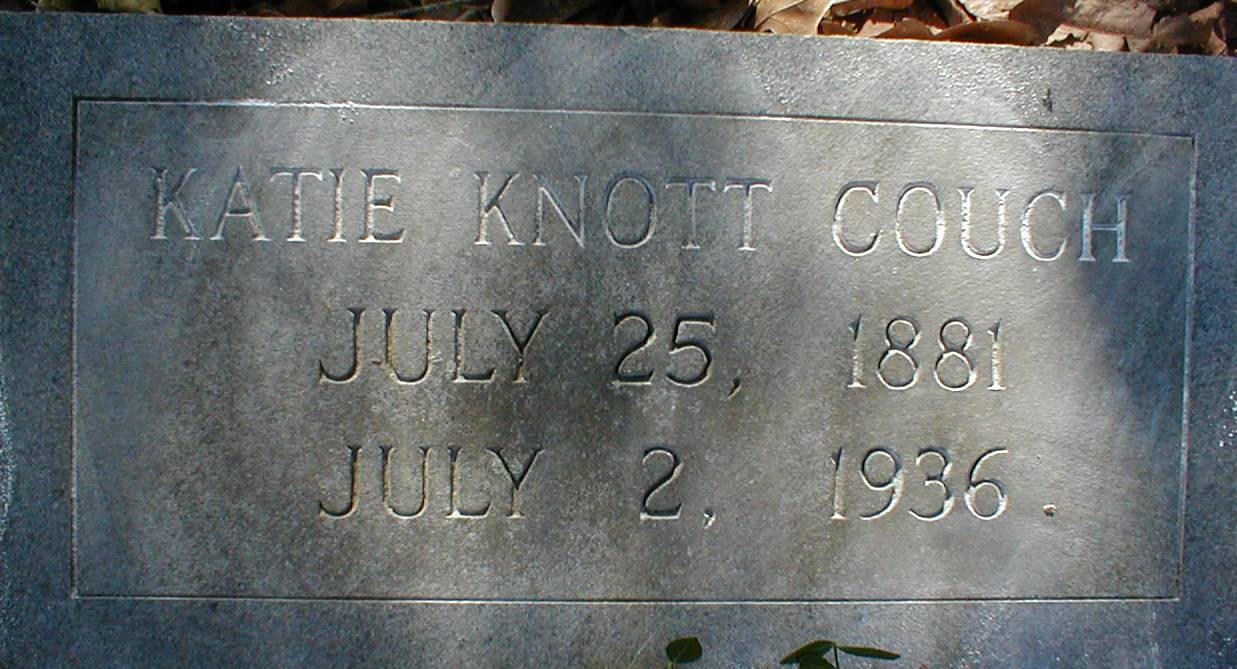 KATIE KNOTT COUCH
JULY 25, 1881
JULY 2, 1936.